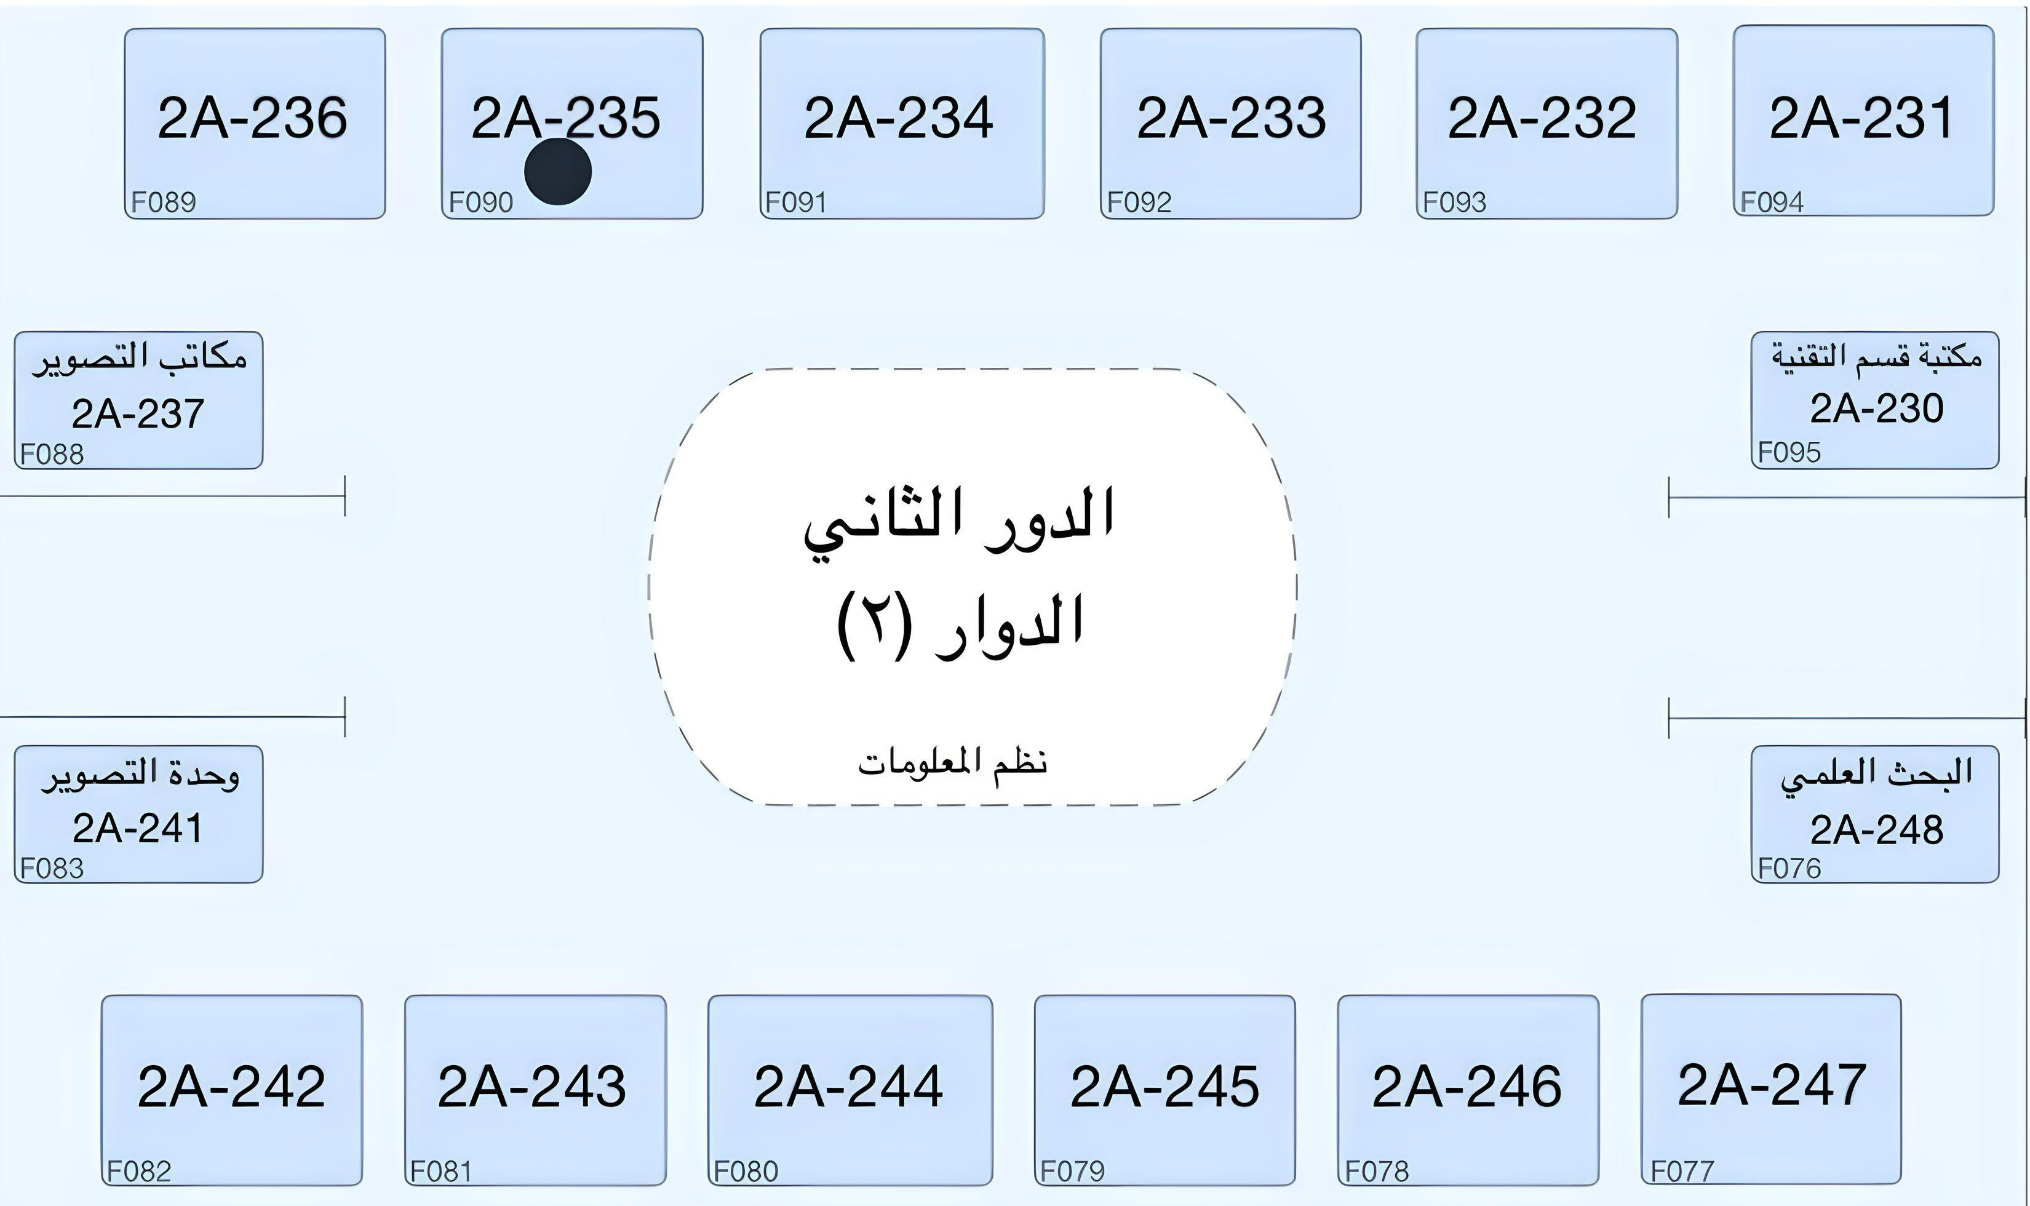 2A-236
F089
2A-235
F090
2A-234
F091
2A-233
F092
2A-232
F093
2A-231
F094
مكاتب التصوير
2A-237
F088
مكتبة قسم التقنية
2A-230
F095
الدور الثاني
الدوار (٢)
نظم المعلومات
وحدة التصوير
2A-241
F083
البحث العلمي
2A-248
F076
2A-242
F082
2A-243
F081
2A-244
F080
2A-245
F079
2A-246
F078
2A-247
F077